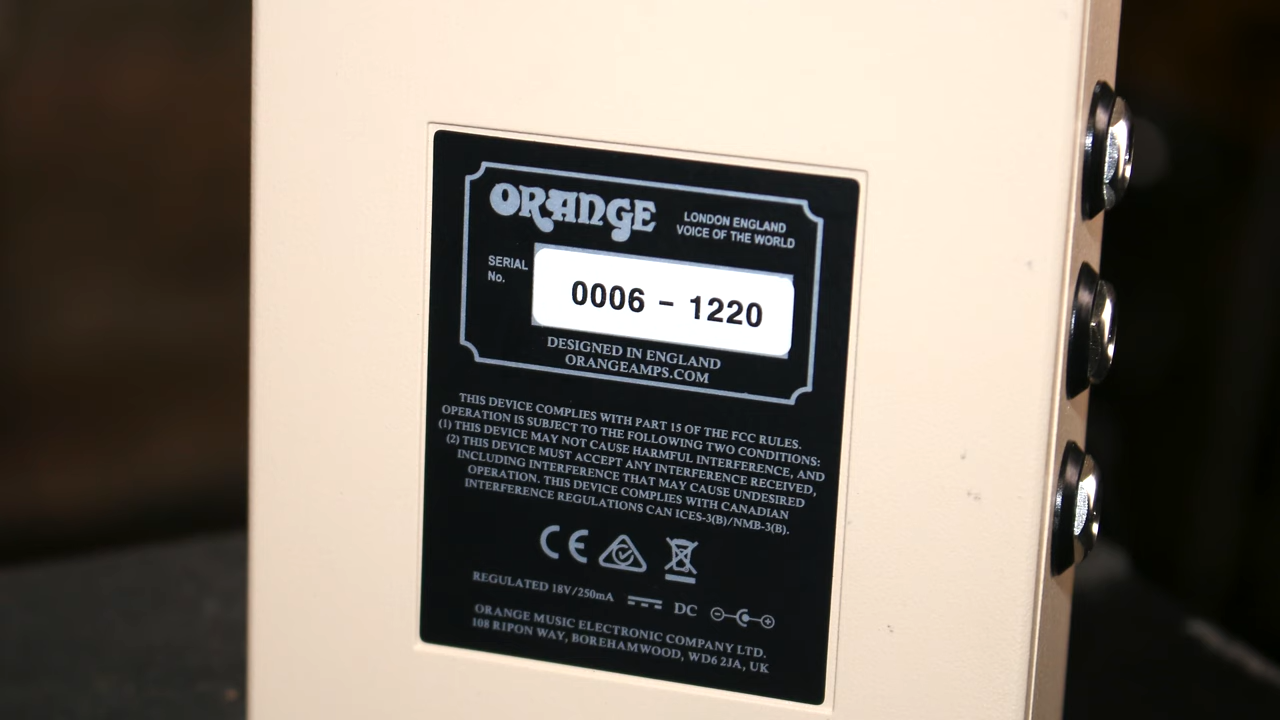 ORANGE
LONDON ENGLAND
VOICE OF THE WORLD
SERIAL
No.
0006 - 1220
DESIGNED IN ENGLAND
ORANGEAMPS.COM
THIS DEVICE COMPLIES WITH PART 15 OF THE FCC RULES.
OPERATION IS SUBJECT TO THE FOLLOWING TWO CONDITIONS:
(1) THIS DEVICE MAY NOT CAUSE HARMFUL INTERFERENCE, AND
(2) THIS DEVICE MUST ACCEPT ANY INTERFERENCE RECEIVED,
INCLUDING INTERFERENCE THAT MAY CAUSE UNDESIRED
OPERATION. THIS DEVICE COMPLIES WITH CANADIAN
INTERFERENCE REGULATIONS CAN ICES-3(B)/NMB-3(B).
CE
REGULATED 18V/250mA DC
ORANGE MUSIC ELECTRONIC COMPANY LTD.
108 RIPON WAY, BOREHAMWOOD, WD6 2JA, UK